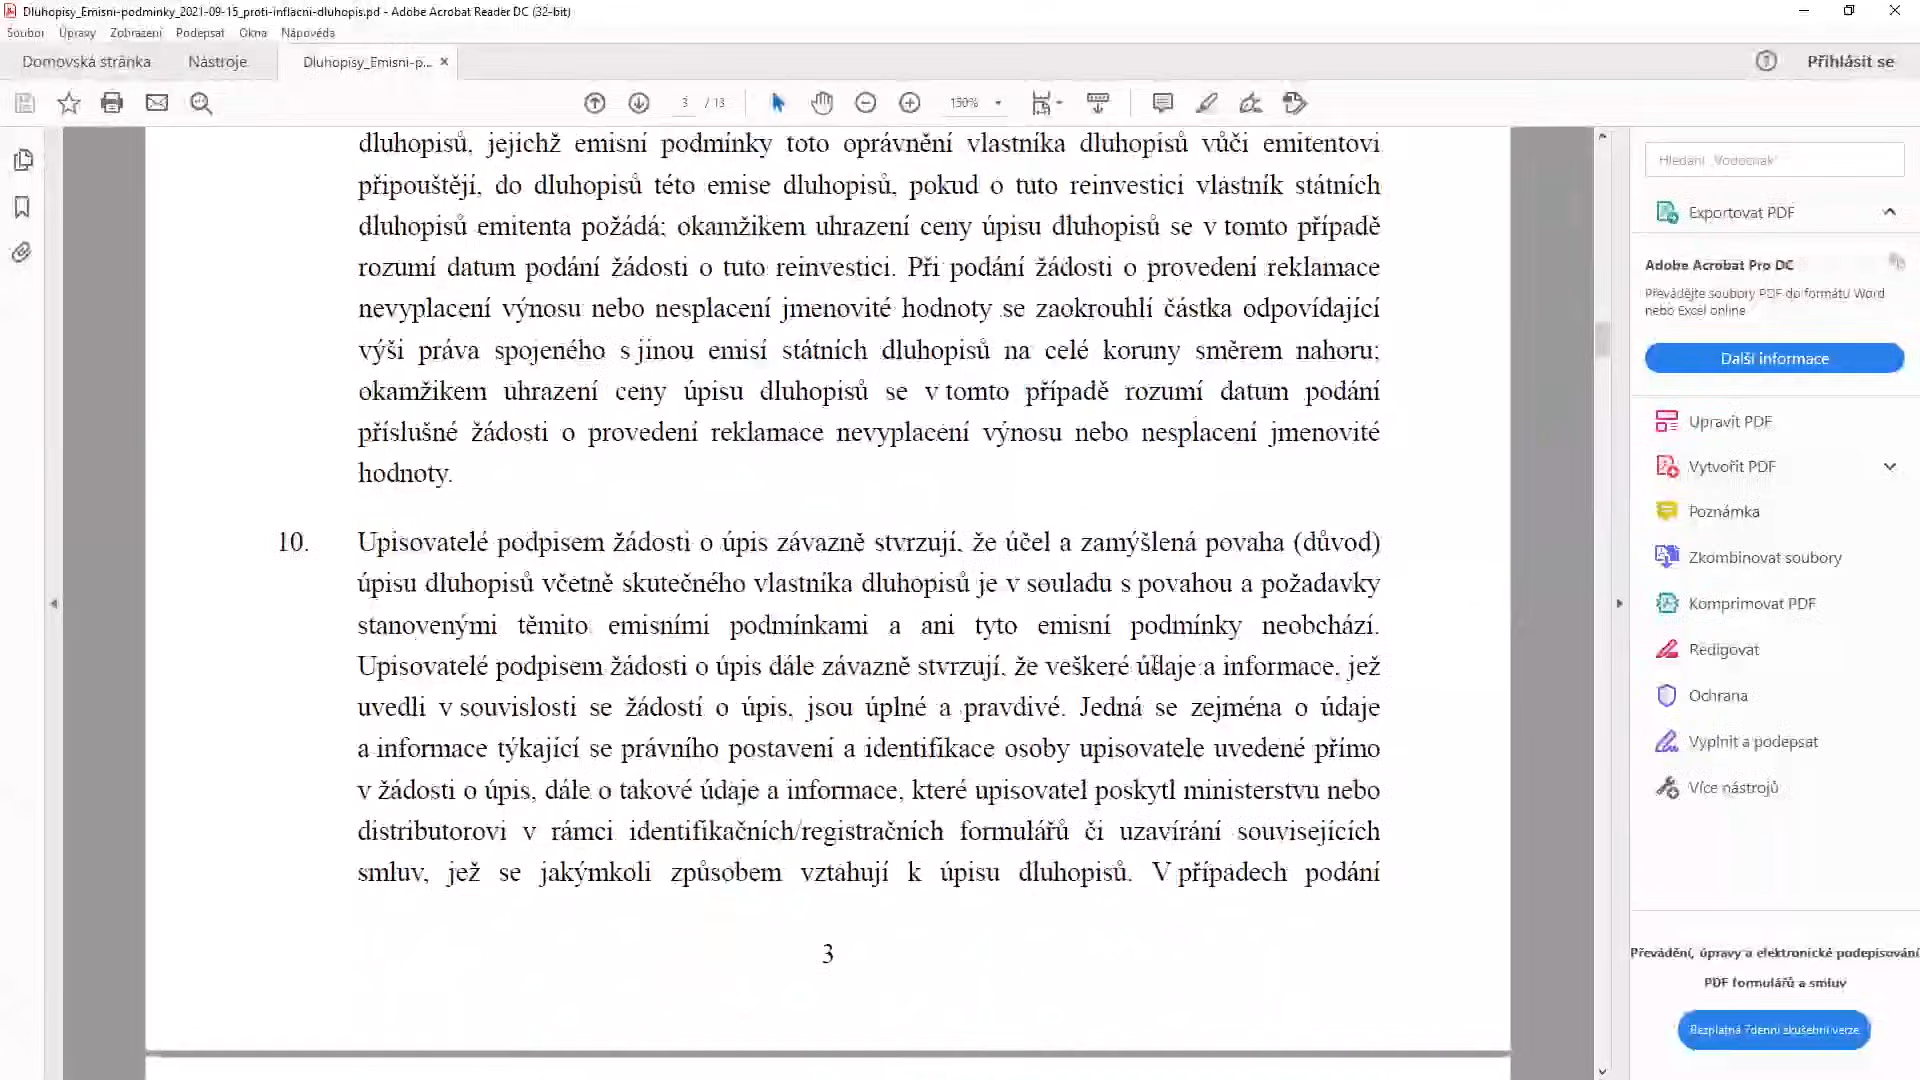 Dluhopisy_Emisni-podminky_2021-09-15_proti-inflacni-dluhopis.pd - Adobe Acrobat Reader DC (32-bit)
Soubor Úpravy Zobrazení Podepsat Okna Nápověda
Domovská stránka Nástroje Dluhopisy_Emisni-p... × Přihlásit se
3 / 13 150%
dluhopisů, jejichž emisní podmínky toto oprávnění vlastníka dluhopisů vůči emitentovi
připouštějí, do dluhopisů této emise dluhopisů, pokud o tuto reinvestici vlastník státních
dluhopisů emitenta požádá; okamžikem uhrazení ceny úpisu dluhopisů se v tomto případě
rozumí datum podání žádosti o tuto reinvestici. Při podání žádosti o provedení reklamace
nevyplacení výnosu nebo nesplacení jmenovité hodnoty se zaokrouhlí částka odpovídající
výši práva spojeného s jinou emisí státních dluhopisů na celé koruny směrem nahoru;
okamžikem uhrazení ceny úpisu dluhopisů se v tomto případě rozumí datum podání
příslušné žádosti o provedení reklamace nevyplacení výnosu nebo nesplacení jmenovité
hodnoty.
10. Upisovatelé podpisem žádosti o úpis závazně stvrzují, že účel a zamýšlená povaha (důvod)
úpisu dluhopisů včetně skutečného vlastníka dluhopisů je v souladu s povahou a požadavky
stanovenými těmito emisními podmínkami a ani tyto emisní podmínky neobchází.
Upisovatelé podpisem žádosti o úpis dále závazně stvrzují, že veškeré údaje a informace, jež
uvedli v souvislosti se žádostí o úpis, jsou úplné a pravdivé. Jedná se zejména o údaje
a informace týkající se právního postavení a identifikace osoby upisovatele uvedené přímo
v žádosti o úpis, dále o takové údaje a informace, které upisovatel poskytl ministerstvu nebo
distributorovi v rámci identifikačních/registračních formulářů či uzavírání souvisejících
smluv, jež se jakýmkoli způsobem vztahují k úpisu dluhopisů. V případech podání
3
Hledání „Vodoznak“
Exportovat PDF
Adobe Acrobat Pro DC
Převádějte soubory PDF do formátu Word
nebo Excel online
Další informace
Upravit PDF
Vytvořit PDF
Poznámka
Zkombinovat soubory
Komprimovat PDF
Redigovat
Ochrana
Vyplnit a podepsat
Více nástrojů
Převádění, úpravy a elektronické podepisování
PDF formulářů a smluv
Bezplatná 7denní zkušební verze